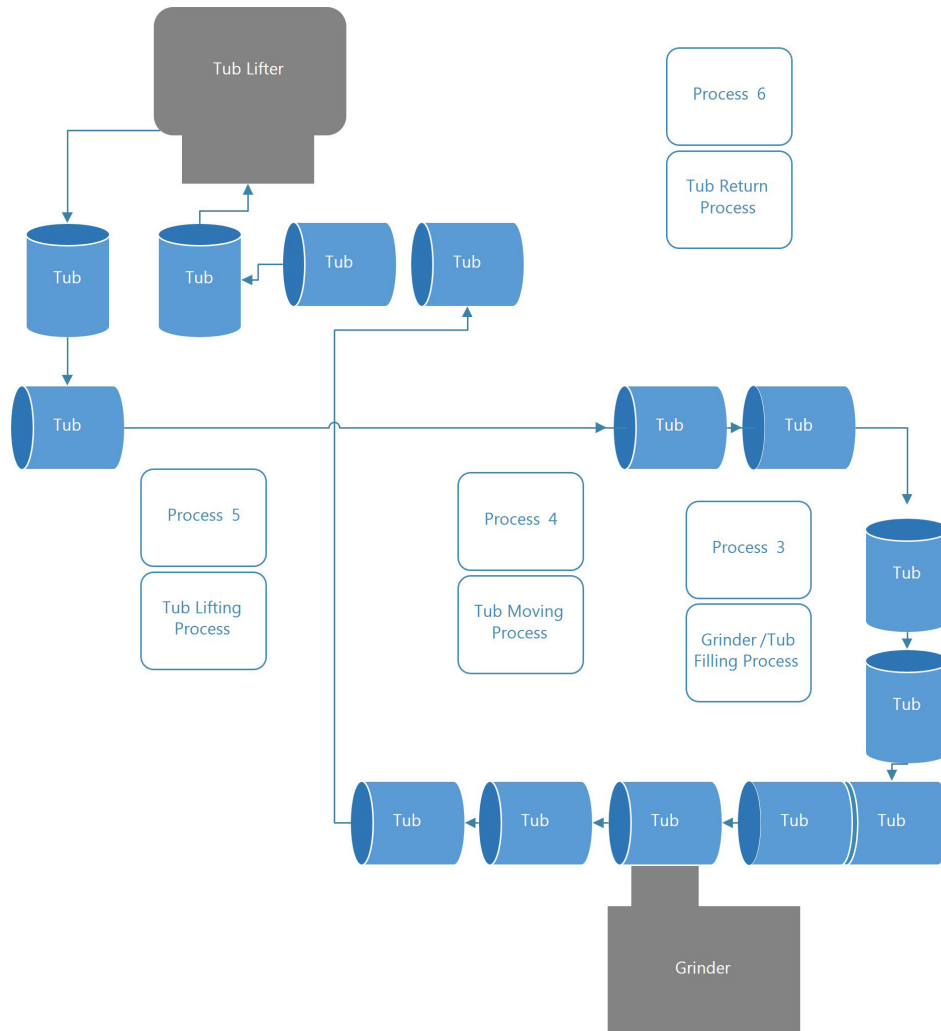 Tub Lifter
Process 6
Tub Return
Process
Tub
Tub
Tub
Tub
Tub
Tub
Tub
Process 5
Process 4
Process 3
Tub
Tub Lifting
Process
Tub Moving
Process
Grinder /Tub
Filling Process
Tub
Tub
Tub
Tub
Tub
Tub
Grinder